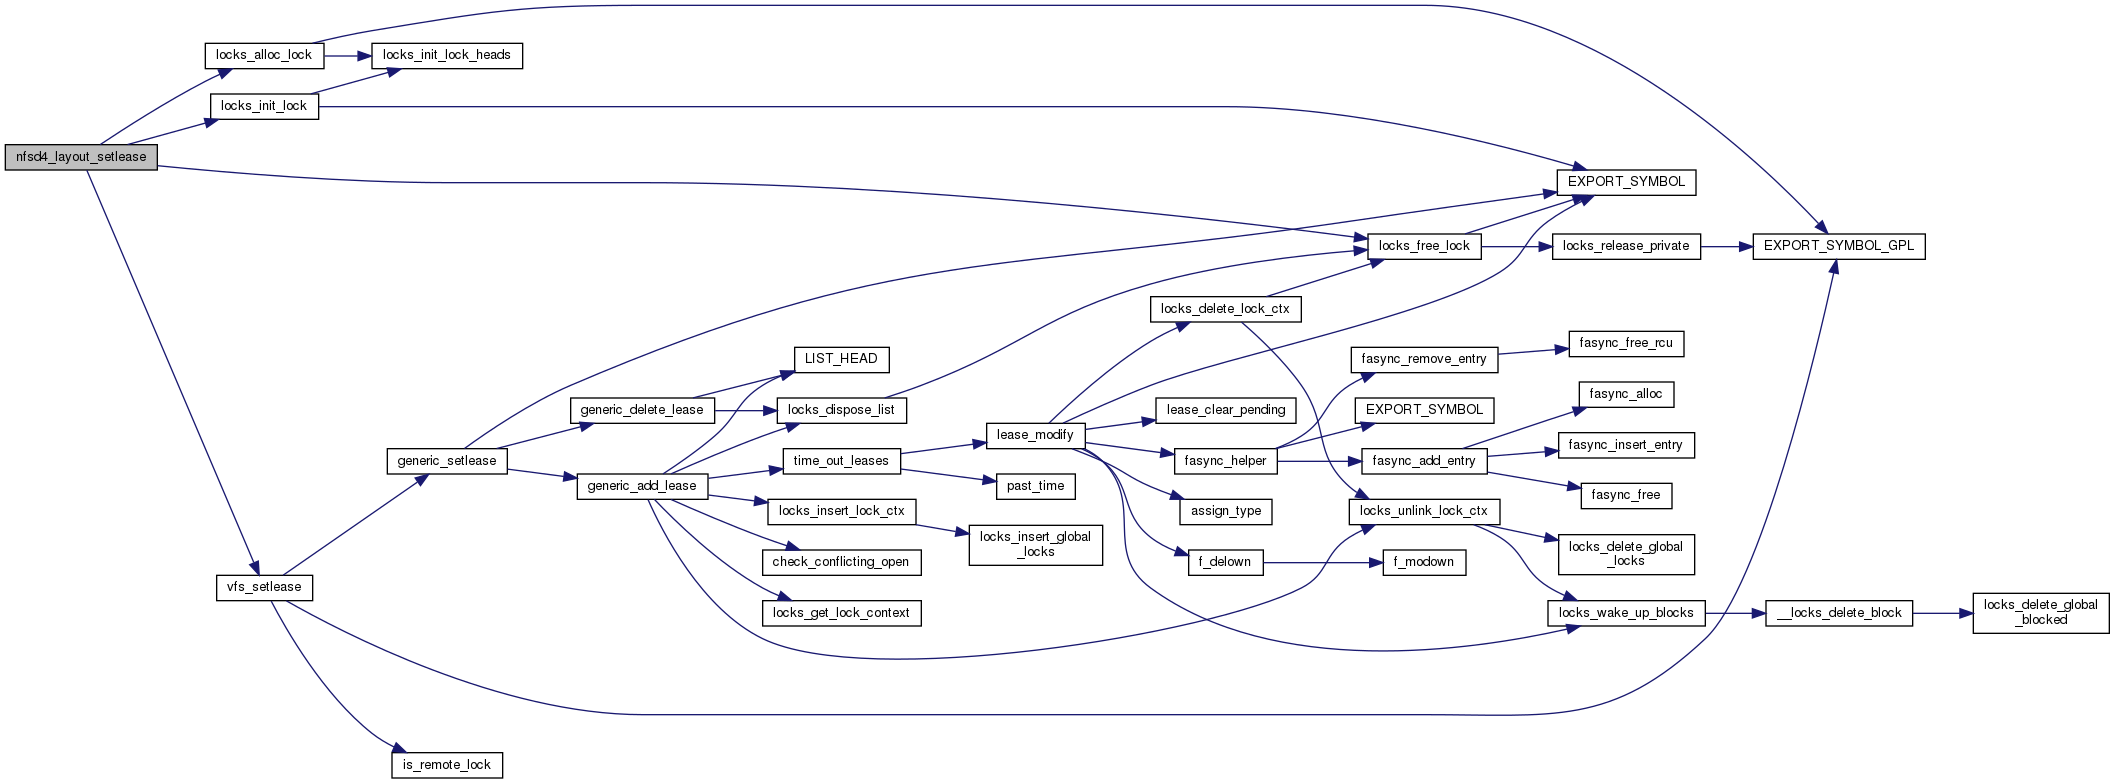 locks_alloc_lock
locks_init_lock_heads
locks_init_lock
nfsd4_layout_setlease
EXPORT_SYMBOL
locks_free_lock
locks_release_private
EXPORT_SYMBOL_GPL
locks_delete_lock_ctx
fasync_free_rcu
LIST_HEAD
fasync_remove_entry
fasync_alloc
generic_delete_lease
locks_dispose_list
lease_clear_pending
EXPORT_SYMBOL
lease_modify
fasync_insert_entry
generic_setlease
time_out_leases
fasync_helper
fasync_add_entry
generic_add_lease
past_time
fasync_free
locks_insert_lock_ctx
assign_type
locks_unlink_lock_ctx
locks_insert_global
_locks
locks_delete_global
_locks
check_conflicting_open
f_delown
f_modown
vfs_setlease
locks_get_lock_context
locks_wake_up_blocks
__locks_delete_block
locks_delete_global
_blocked
is_remote_lock